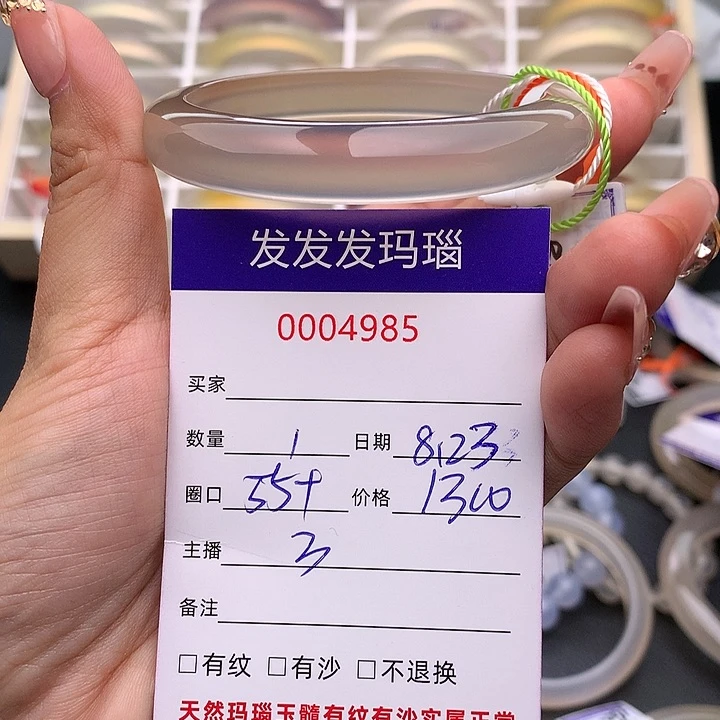 发发发玛瑙
0004985
买家
数量 1 日期 8.23
圈口 55+ 价格 1300
主播 3
备注
□有纹 □有沙 □不退换
天然玛瑙玉髓有纹有沙实属正常